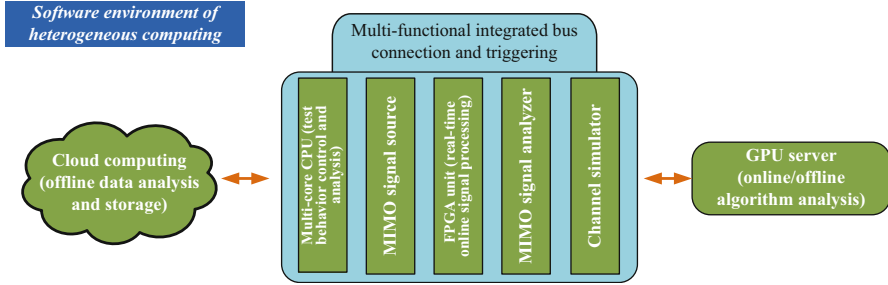 Software environment of
heterogeneous computing
Multi-functional integrated bus
connection and triggering
Cloud computing
(offline data analysis
and storage)
Multi-core CPU (test
behavior control and
analysis)
MIMO signal source
FPGA unit (real-time
online signal processing)
MIMO signal analyzer
Channel simulator
GPU server
(online/offline
algorithm analysis)